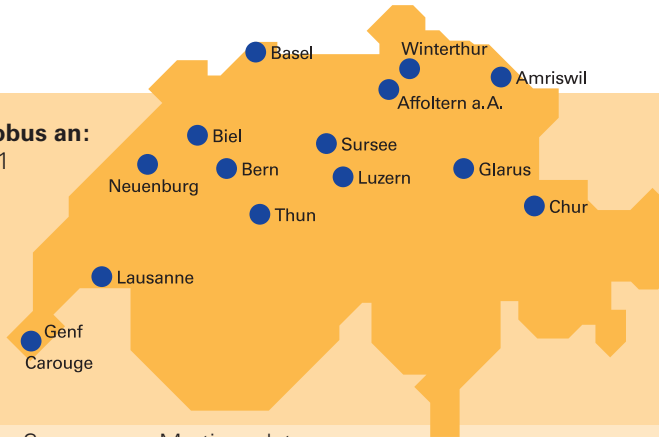 Winterthur
Basel
Amriswil
Affoltern a.A.
obus an:
1
Biel
Sursee
Neuenburg
Bern
Luzern
Glarus
Thun
Chur
Lausanne
Genf
Carouge